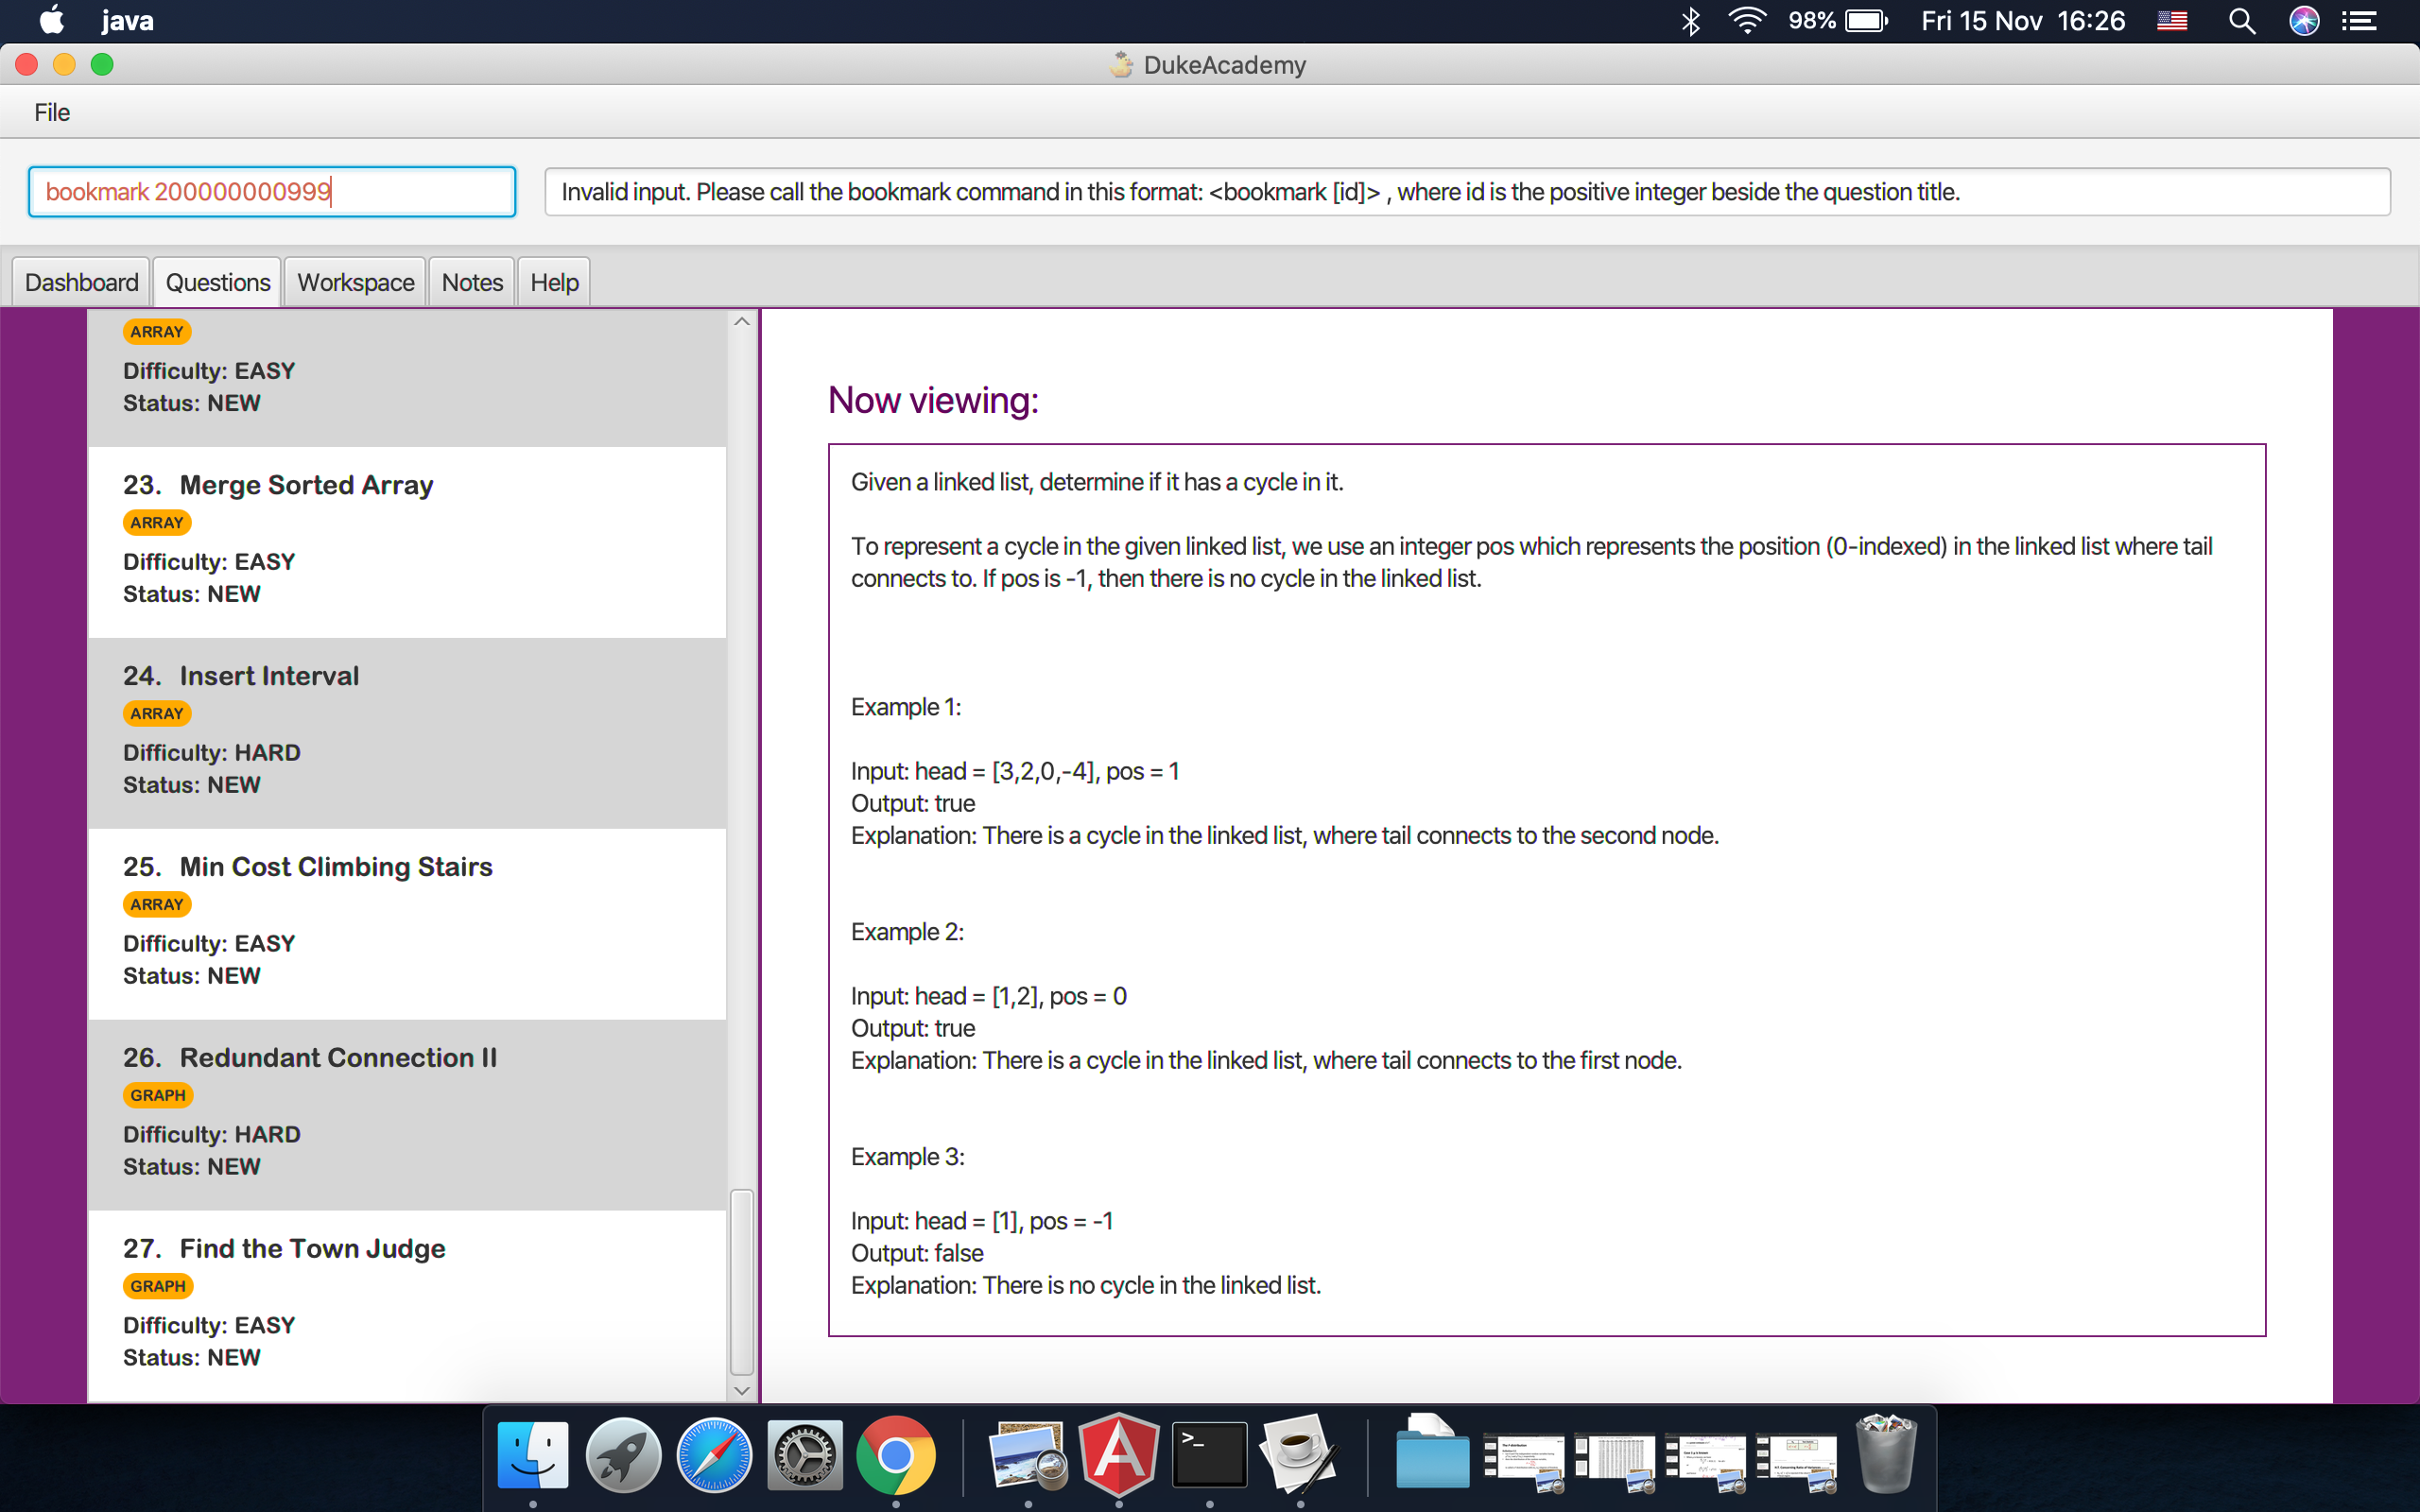 java
98%
Fri 15 Nov 16:26
DukeAcademy
File
bookmark 200000000999
Invalid input. Please call the bookmark command in this format: <bookmark [id]> , where id is the positive integer beside the question title.
Dashboard
Questions
Workspace
Notes
Help
ARRAY
Difficulty: EASY
Status: NEW
23. Merge Sorted Array
ARRAY
Difficulty: EASY
Status: NEW
24. Insert Interval
ARRAY
Difficulty: HARD
Status: NEW
25. Min Cost Climbing Stairs
ARRAY
Difficulty: EASY
Status: NEW
26. Redundant Connection II
GRAPH
Difficulty: HARD
Status: NEW
27. Find the Town Judge
GRAPH
Difficulty: EASY
Status: NEW
Now viewing:
Given a linked list, determine if it has a cycle in it.
To represent a cycle in the given linked list, we use an integer pos which represents the position (0-indexed) in the linked list where tail
connects to. If pos is -1, then there is no cycle in the linked list.
Example 1:
Input: head = [3,2,0,-4], pos = 1
Output: true
Explanation: There is a cycle in the linked list, where tail connects to the second node.
Example 2:
Input: head = [1,2], pos = 0
Output: true
Explanation: There is a cycle in the linked list, where tail connects to the first node.
Example 3:
Input: head = [1], pos = -1
Output: false
Explanation: There is no cycle in the linked list.
A
>_